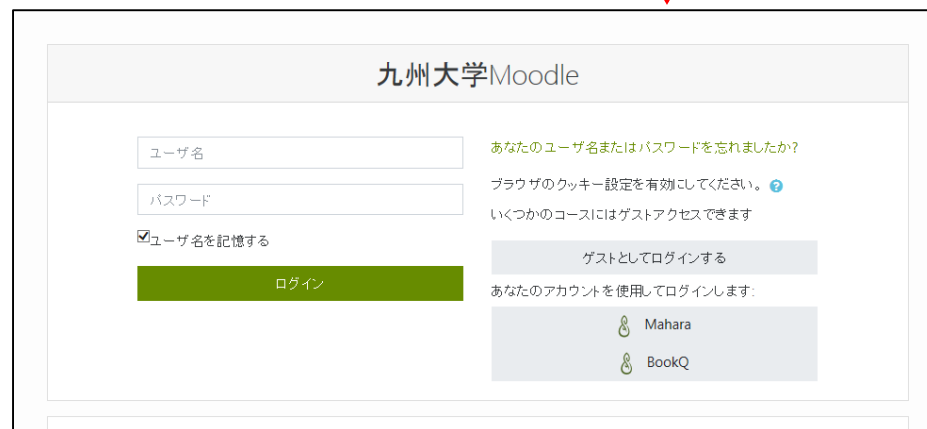 九州大学Moodle
ユーザ名
パスワード
ユーザ名を記憶する
ログイン
あなたのユーザ名またはパスワードを忘れましたか?
ブラウザのクッキー設定を有効にしてください。
いくつかのコースにはゲストアクセスできます
ゲストとしてログインする
あなたのアカウントを使用してログインします:
Mahara
BookQ